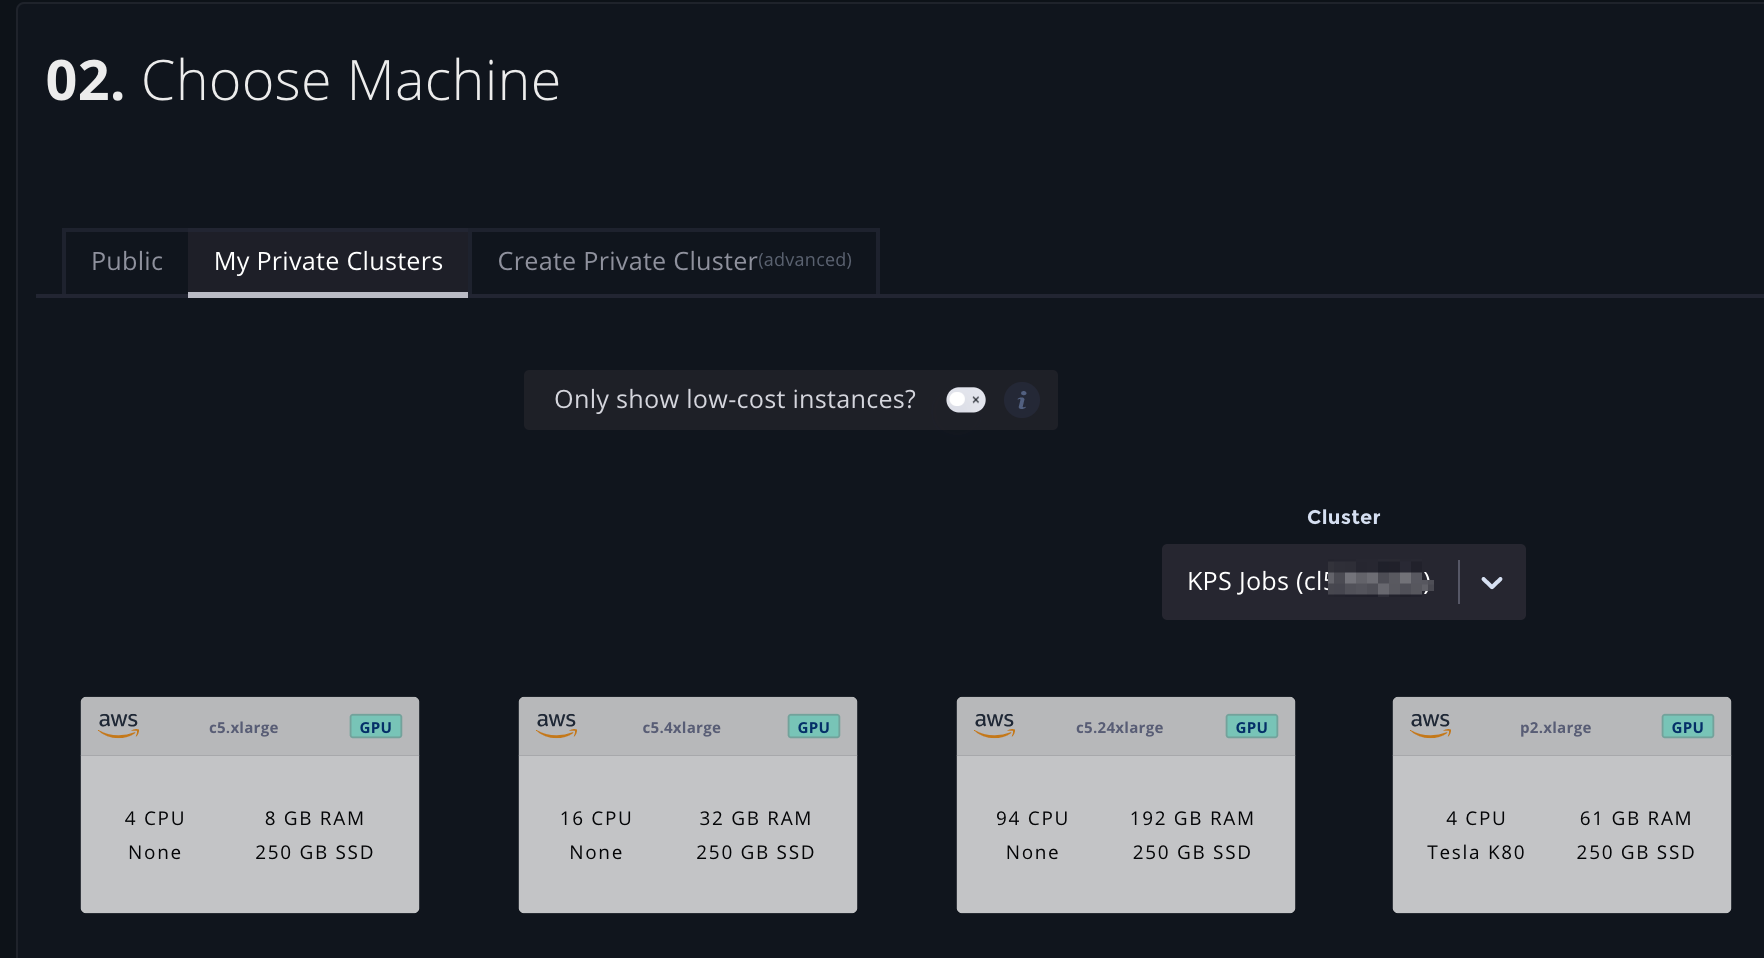 02. Choose Machine
Public
My Private Clusters
Create Private Cluster(advanced)
Only show low-cost instances?
i
Cluster
KPS Jobs
aws c5.xlarge GPU
4 CPU 8 GB RAM
None 250 GB SSD
aws c5.4xlarge GPU
16 CPU 32 GB RAM
None 250 GB SSD
aws c5.24xlarge GPU
94 CPU 192 GB RAM
None 250 GB SSD
aws p2.xlarge GPU
4 CPU 61 GB RAM
Tesla K80 250 GB SSD